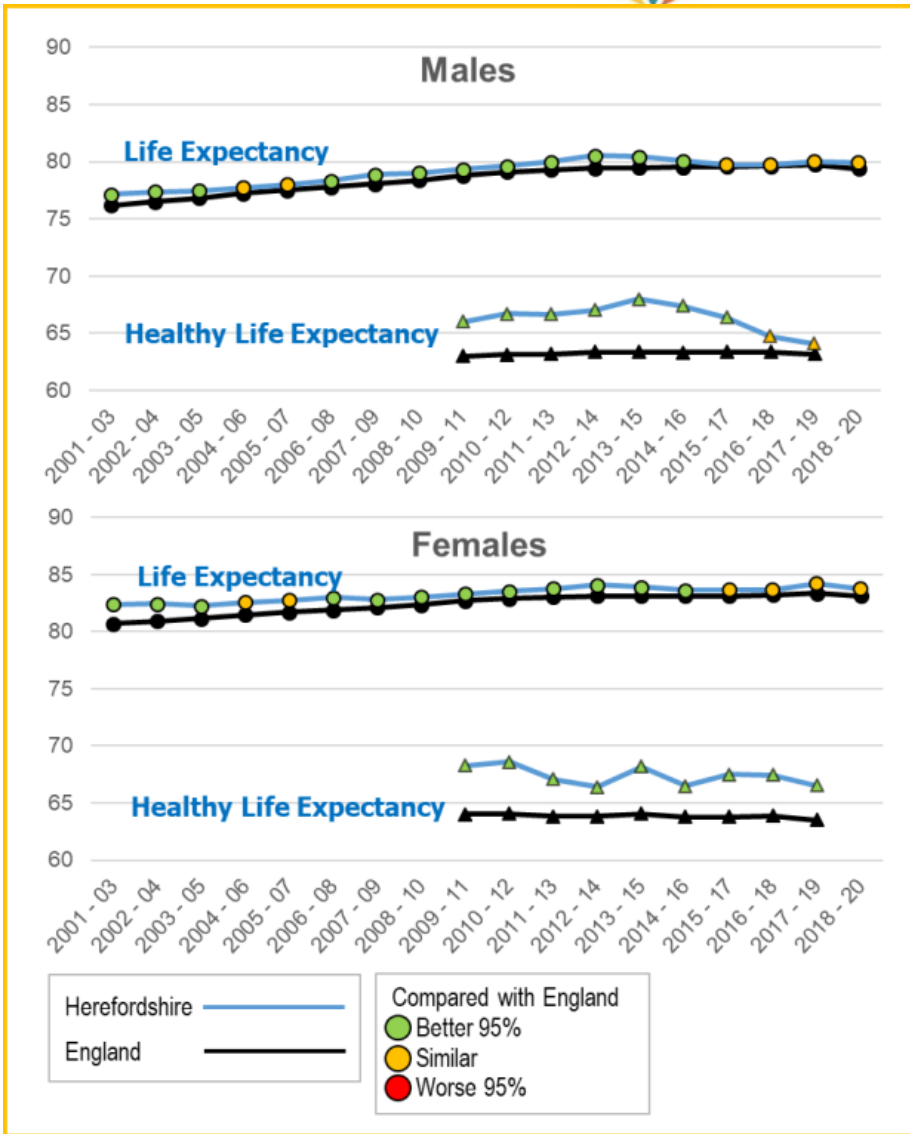 90
Males
85
Life Expectancy
80
75
70
Healthy Life Expectancy
65
60
2001 - 03
2002 - 04
2003 - 05
2004 - 06
2005 - 07
2006 - 08
2007 - 09
2008 - 10
2009 - 11
2010 - 12
2011 - 13
2012 - 14
2013 - 15
2014 - 16
2015 - 17
2016 - 18
2017 - 19
2018 - 20
90
Females
85
Life Expectancy
80
75
70
65
Healthy Life Expectancy
60
2001 - 03
2002 - 04
2003 - 05
2004 - 06
2005 - 07
2006 - 08
2007 - 09
2008 - 10
2009 - 11
2010 - 12
2011 - 13
2012 - 14
2013 - 15
2014 - 16
2015 - 17
2016 - 18
2017 - 19
2018 - 20
Herefordshire
England
Compared with England
Better 95%
Similar
Worse 95%